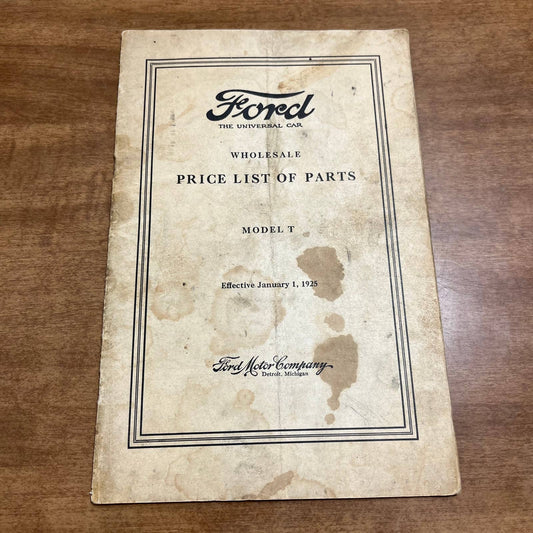 Ford
THE UNIVERSAL CAR
WHOLESALE
PRICE LIST OF PARTS
MODEL T
Effective January 1, 1925
Ford Motor Company
Detroit, Michigan